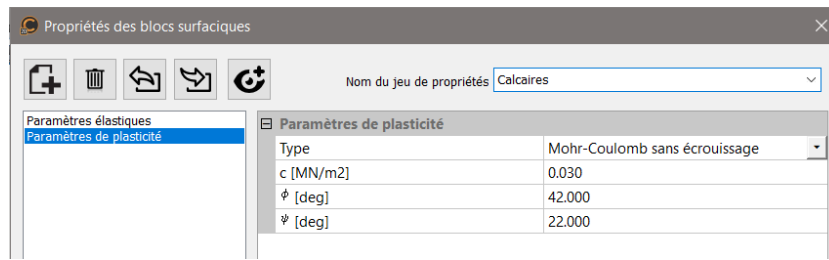 Propriétés des blocs surfaciques
Nom du jeu de propriétés Calcaires
Paramètres élastiques
Paramètres de plasticité
Paramètres de plasticité
Type Mohr-Coulomb sans écrouissage
c [MN/m2] 0.030
ϕ [deg] 42.000
ψ [deg] 22.000